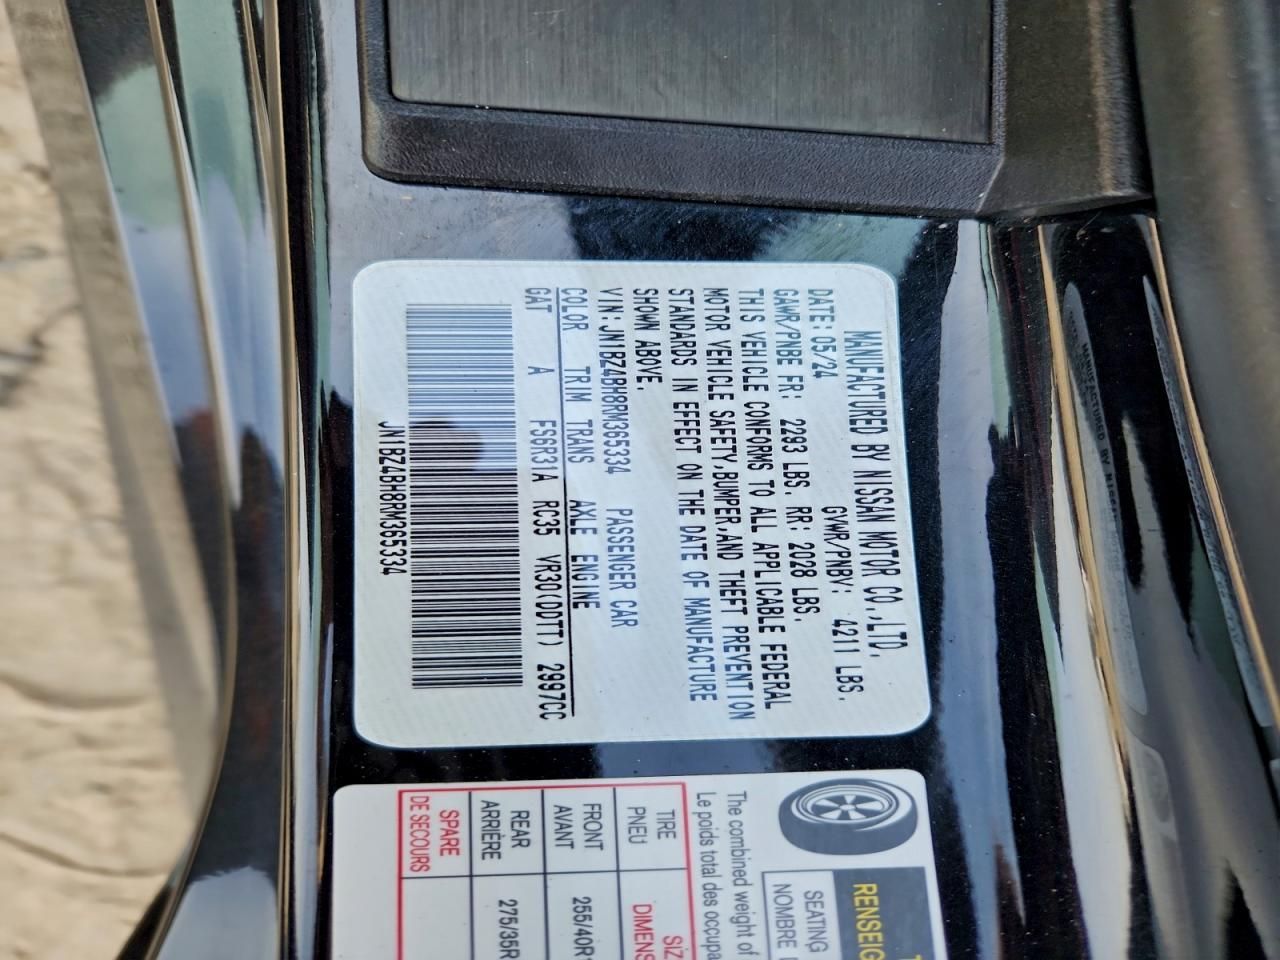 MANUFACTURED BY NISSAN MOTOR CO.,LTD.
GVWR/PNBV: 4211 LBS.
DATE: 05/24
GAWR/PNBE FR: 2293 LBS. RR: 2028 LBS.
THIS VEHICLE CONFORMS TO ALL APPLICABLE FEDERAL
MOTOR VEHICLE SAFETY,BUMPER,AND THEFT PREVENTION
STANDARDS IN EFFECT ON THE DATE OF MANUFACTURE
SHOWN ABOVE.
VIN: JN1BZ4BH8RM365334 PASSENGER CAR
COLOR TRIM TRANS AXLE ENGINE
GAT A FS6R31A RC35 VR30(DDTT) 2997CC
JN1BZ4BH8RM365334
RENSEIG
SEATING
NOMBRE
The combined weight of
Le poids total des occupa
TIRE
PNEU
SIZ
DIMENS
FRONT
AVANT
255/40R
REAR
ARRIÈRE
275/35R
SPARE
DE SECOURS